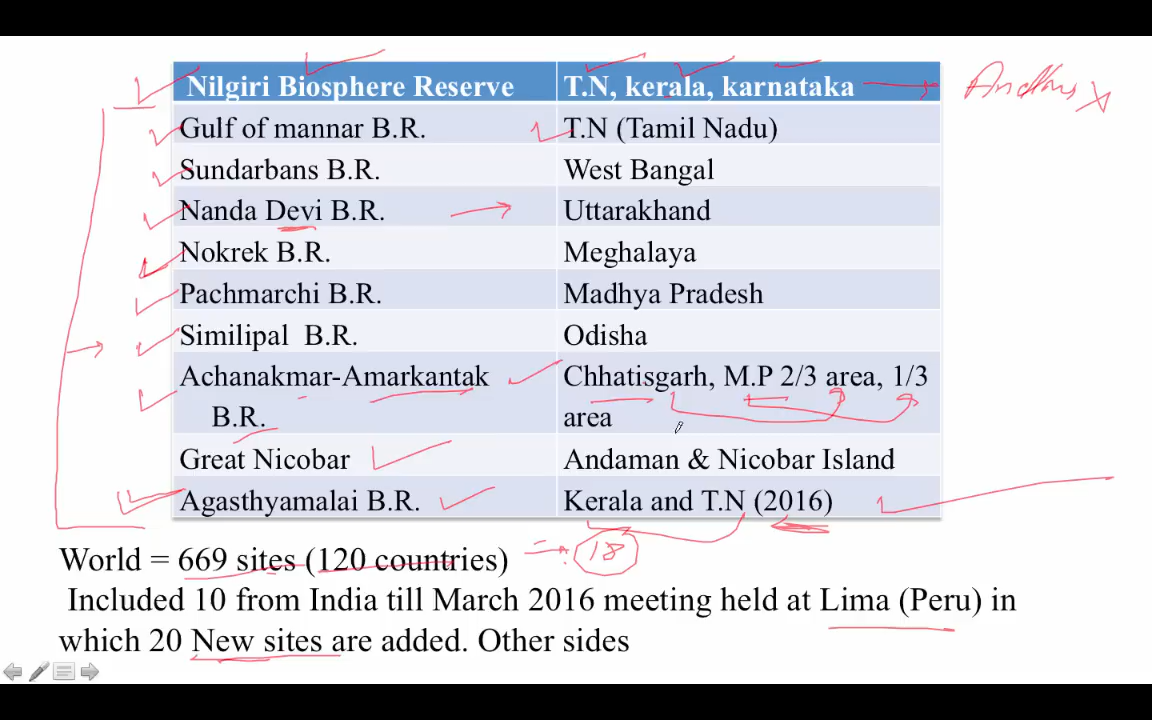 Nilgiri Biosphere Reserve T.N, kerala, karnataka Andhra X
Gulf of mannar B.R. T.N (Tamil Nadu)
Sundarbans B.R. West Bangal
Nanda Devi B.R. Uttarakhand
Nokrek B.R. Meghalaya
Pachmarchi B.R. Madhya Pradesh
Similipal B.R. Odisha
Achanakmar-Amarkantak Chhatisgarh, M.P 2/3 area, 1/3
B.R. area
Great Nicobar Andaman & Nicobar Island
Agasthyamalai B.R. Kerala and T.N (2016)
World = 669 sites (120 countries) 18
Included 10 from India till March 2016 meeting held at Lima (Peru) in
which 20 New sites are added. Other sides